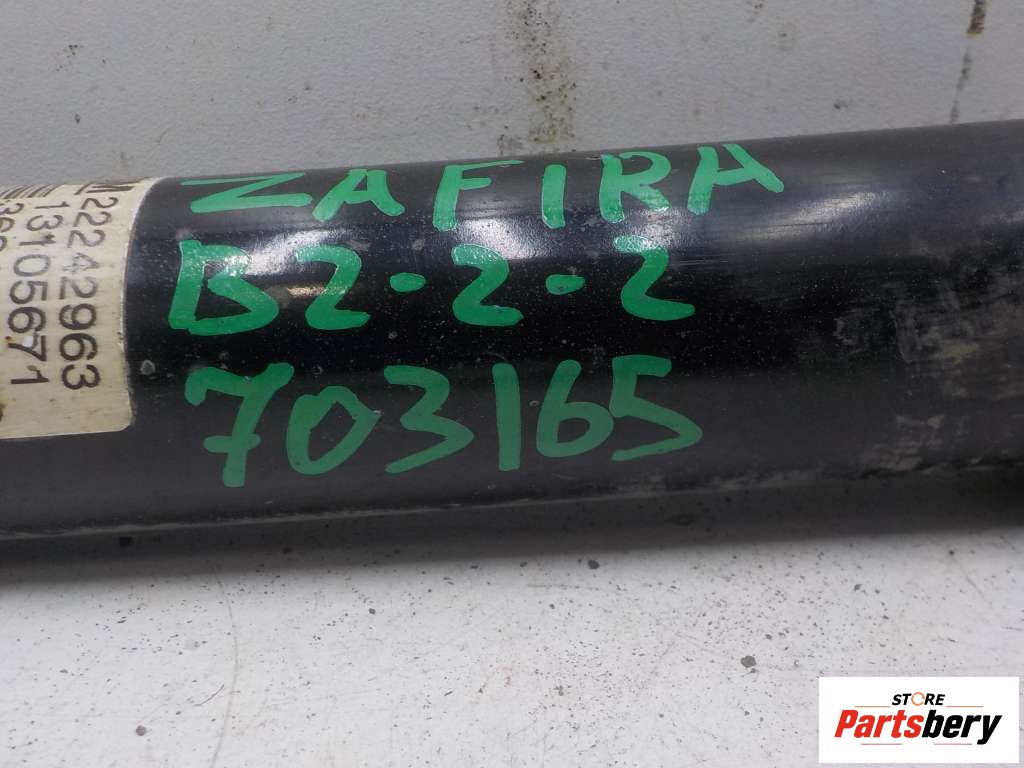 ZAFIRA
B2·2·2
703165
22242963
13105671
STORE
Partsbery